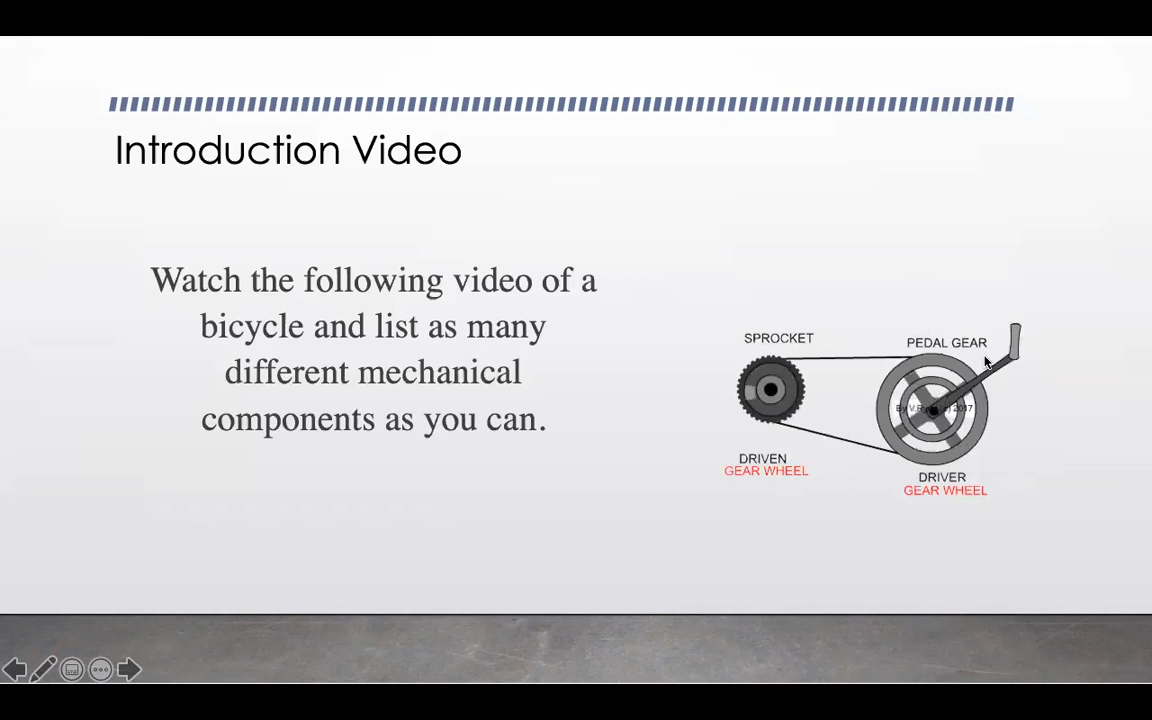 Introduction Video
Watch the following video of a
bicycle and list as many
different mechanical
components as you can.
SPROCKET
PEDAL GEAR
DRIVEN
GEAR WHEEL
DRIVER
GEAR WHEEL